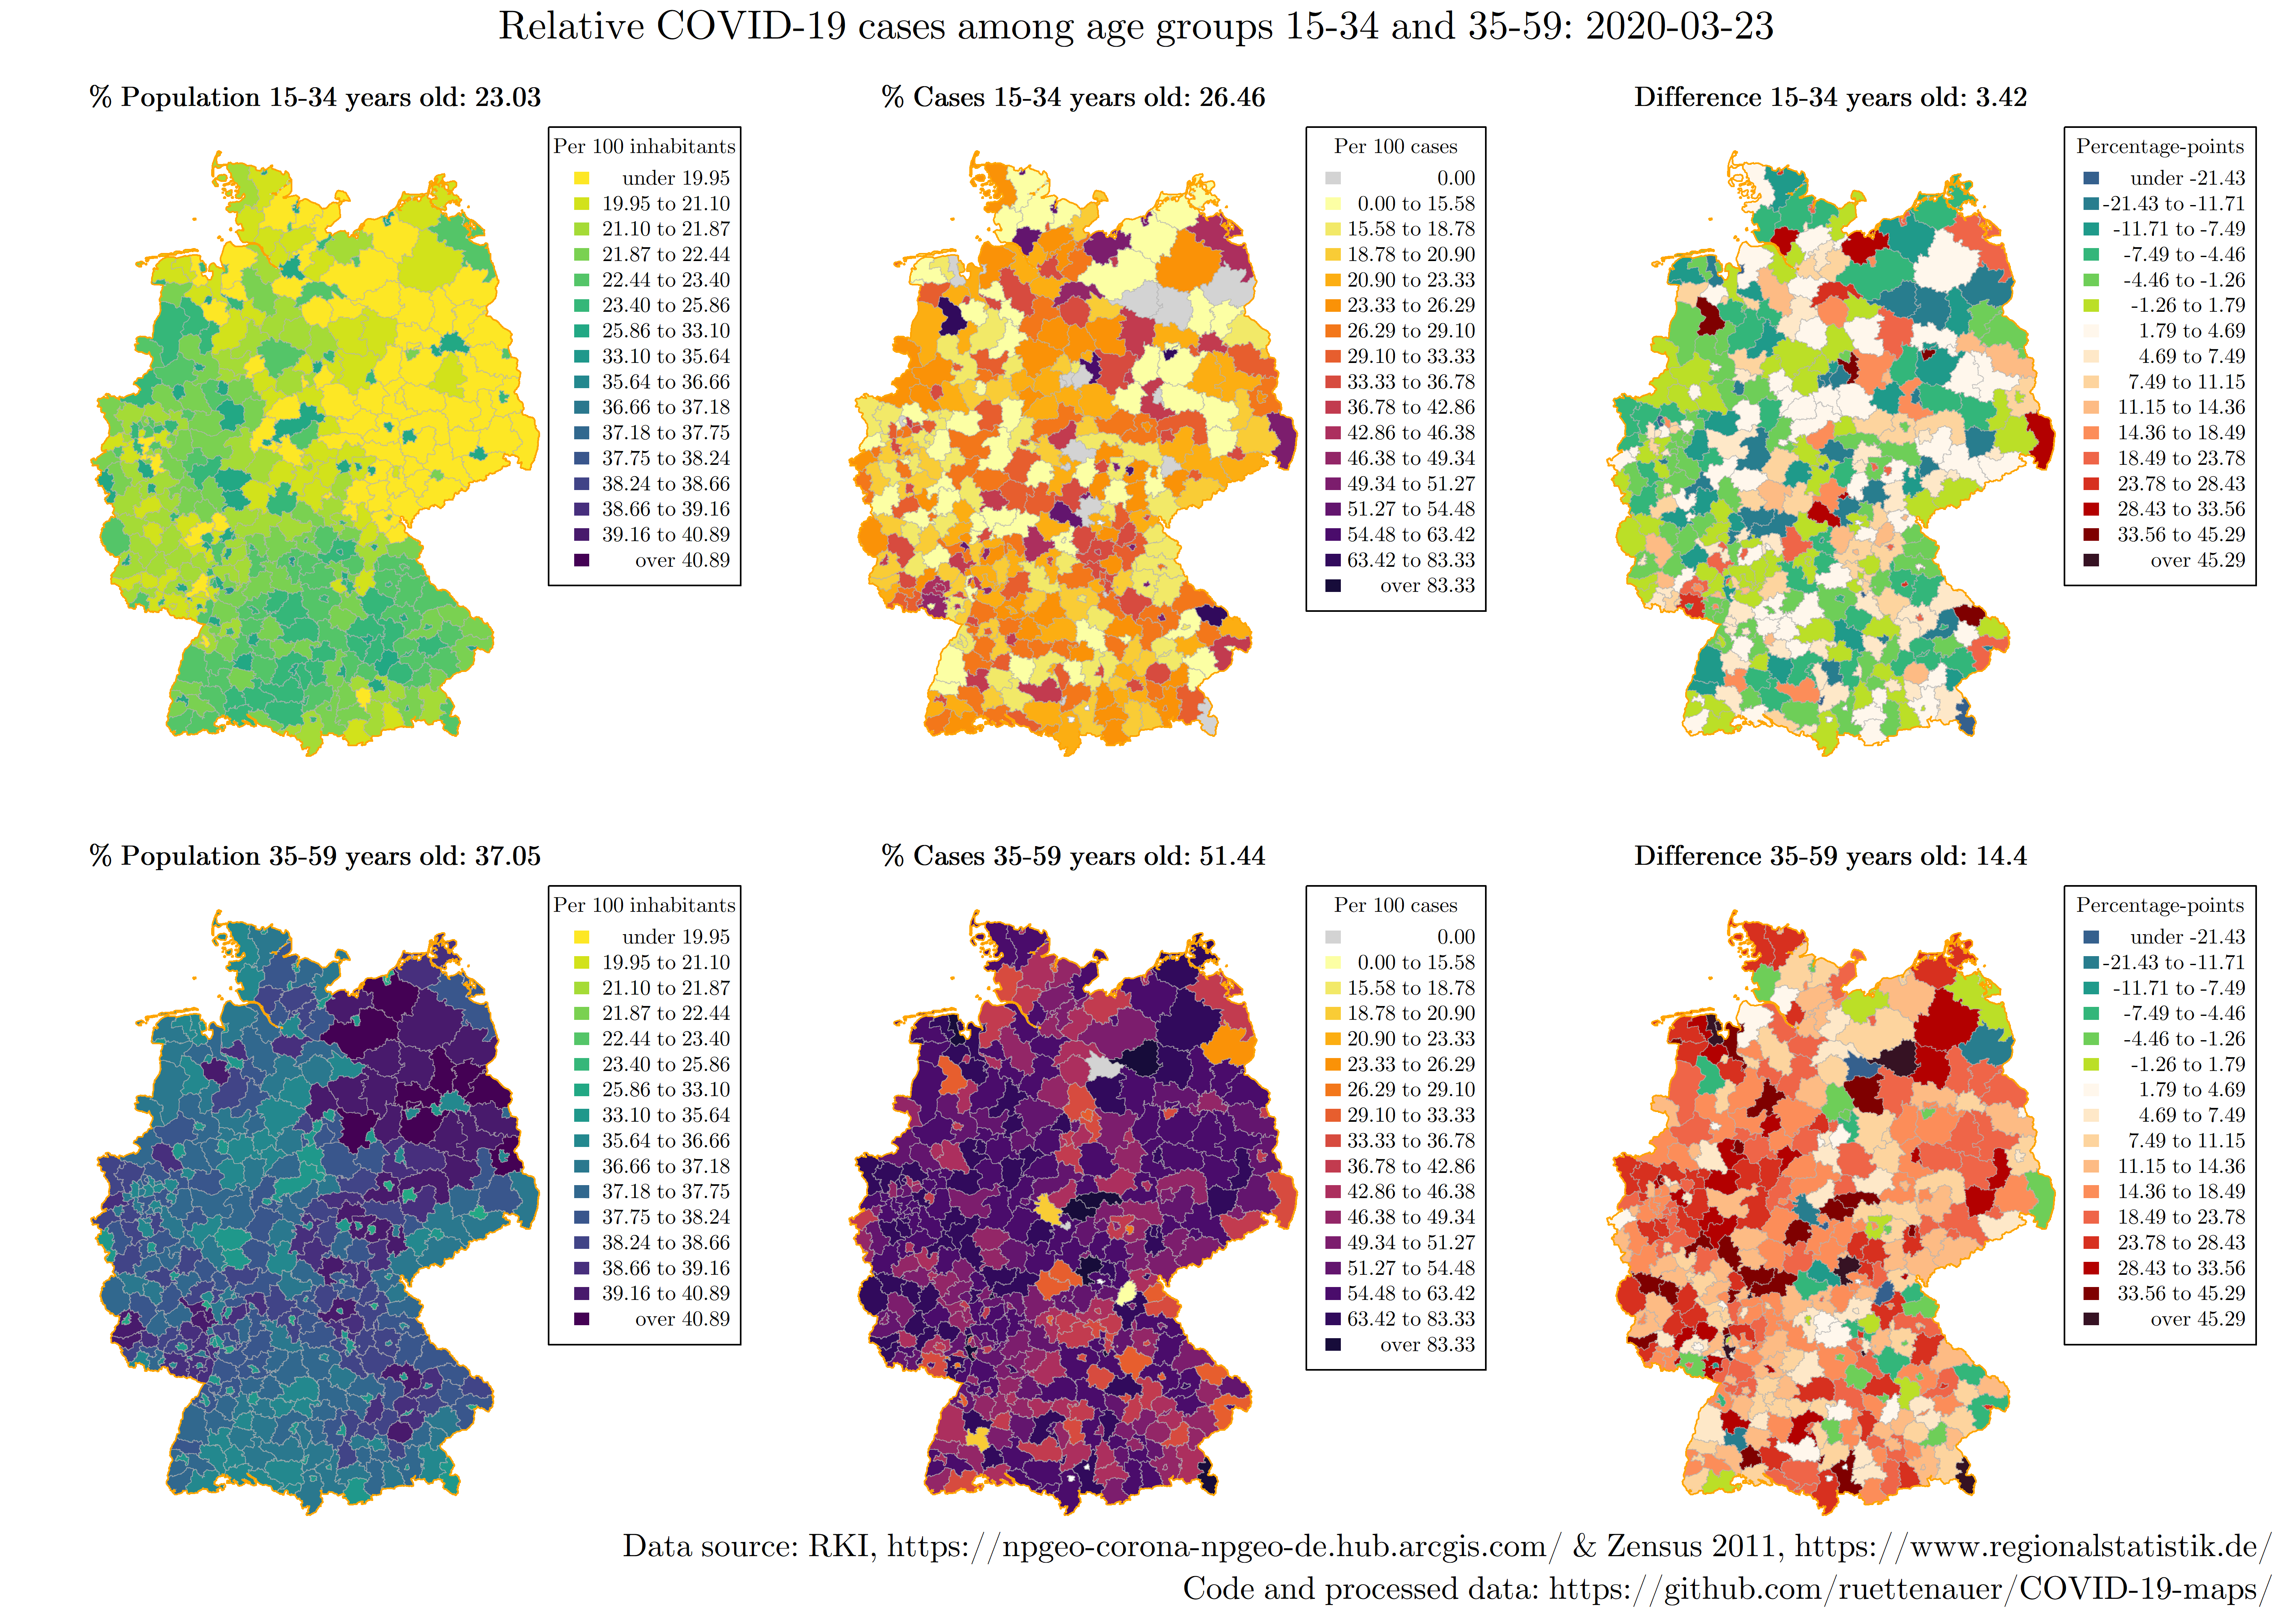 Relative COVID-19 cases among age groups 15-34 and 35-59: 2020-03-23
% Population 15-34 years old: 23.03
Per 100 inhabitants
under 19.95
19.95 to 21.10
21.10 to 21.87
21.87 to 22.44
22.44 to 23.40
23.40 to 25.86
25.86 to 33.10
33.10 to 35.64
35.64 to 36.66
36.66 to 37.18
37.18 to 37.75
37.75 to 38.24
38.24 to 38.66
38.66 to 39.16
39.16 to 40.89
over 40.89
% Cases 15-34 years old: 26.46
Per 100 cases
0.00
0.00 to 15.58
15.58 to 18.78
18.78 to 20.90
20.90 to 23.33
23.33 to 26.29
26.29 to 29.10
29.10 to 33.33
33.33 to 36.78
36.78 to 42.86
42.86 to 46.38
46.38 to 49.34
49.34 to 51.27
51.27 to 54.48
54.48 to 63.42
63.42 to 83.33
over 83.33
Difference 15-34 years old: 3.42
Percentage-points
under -21.43
-21.43 to -11.71
-11.71 to -7.49
-7.49 to -4.46
-4.46 to -1.26
-1.26 to 1.79
1.79 to 4.69
4.69 to 7.49
7.49 to 11.15
11.15 to 14.36
14.36 to 18.49
18.49 to 23.78
23.78 to 28.43
28.43 to 33.56
33.56 to 45.29
over 45.29
% Population 35-59 years old: 37.05
Per 100 inhabitants
under 19.95
19.95 to 21.10
21.10 to 21.87
21.87 to 22.44
22.44 to 23.40
23.40 to 25.86
25.86 to 33.10
33.10 to 35.64
35.64 to 36.66
36.66 to 37.18
37.18 to 37.75
37.75 to 38.24
38.24 to 38.66
38.66 to 39.16
39.16 to 40.89
over 40.89
% Cases 35-59 years old: 51.44
Per 100 cases
0.00
0.00 to 15.58
15.58 to 18.78
18.78 to 20.90
20.90 to 23.33
23.33 to 26.29
26.29 to 29.10
29.10 to 33.33
33.33 to 36.78
36.78 to 42.86
42.86 to 46.38
46.38 to 49.34
49.34 to 51.27
51.27 to 54.48
54.48 to 63.42
63.42 to 83.33
over 83.33
Difference 35-59 years old: 14.4
Percentage-points
under -21.43
-21.43 to -11.71
-11.71 to -7.49
-7.49 to -4.46
-4.46 to -1.26
-1.26 to 1.79
1.79 to 4.69
4.69 to 7.49
7.49 to 11.15
11.15 to 14.36
14.36 to 18.49
18.49 to 23.78
23.78 to 28.43
28.43 to 33.56
33.56 to 45.29
over 45.29
Data source: RKI, https://npgeo-corona-npgeo-de.hub.arcgis.com/ & Zensus 2011, https://www.regionalstatistik.de/
Code and processed data: https://github.com/ruettenauer/COVID-19-maps/